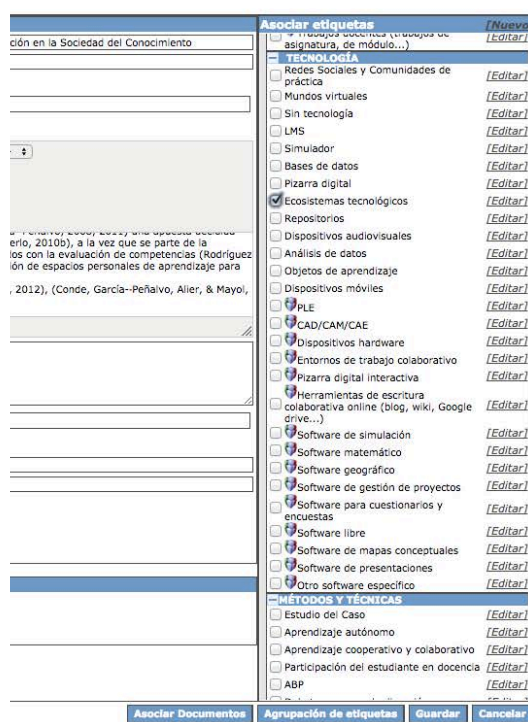 Asociar etiquetas [Nuevo
ción en la Sociedad del Conocimiento
Trabajos docentes (trabajos de
asignatura, de módulo...)
[Editar]
TECNOLOGÍA
Redes Sociales y Comunidades de
práctica
[Editar]
Mundos virtuales [Editar]
Sin tecnología [Editar]
LMS [Editar]
Simulador [Editar]
Bases de datos [Editar]
Pizarra digital [Editar]
Ecosistemas tecnológicos [Editar]
Repositorios [Editar]
Dispositivos audiovisuales [Editar]
Análisis de datos [Editar]
Objetos de aprendizaje [Editar]
Dispositivos móviles [Editar]
PLE [Editar]
CAD/CAM/CAE [Editar]
Dispositivos hardware [Editar]
Entornos de trabajo colaborativo [Editar]
Pizarra digital interactiva [Editar]
Herramientas de escritura
colaborativa online (blog, wiki, Google
drive...)
[Editar]
Software de simulación [Editar]
Software matemático [Editar]
Software geográfico [Editar]
Software de gestión de proyectos [Editar]
Software para cuestionarios y
encuestas
[Editar]
Software libre [Editar]
Software de mapas conceptuales [Editar]
Software de presentaciones [Editar]
Otro software específico [Editar]
MÉTODOS Y TÉCNICAS
Estudio del Caso [Editar]
Aprendizaje autónomo [Editar]
Aprendizaje cooperativo y colaborativo [Editar]
Participación del estudiante en docencia [Editar]
ABP [Editar]
erlo, 2010b), a la vez que se parte de la
los con la evaluación de competencias (Rodríguez
ón de espacios personales de aprendizaje para
, 2012), (Conde, García--Peñalvo, Alier, & Mayol,
Asociar Documentos Agrupación de etiquetas Guardar Cancelar